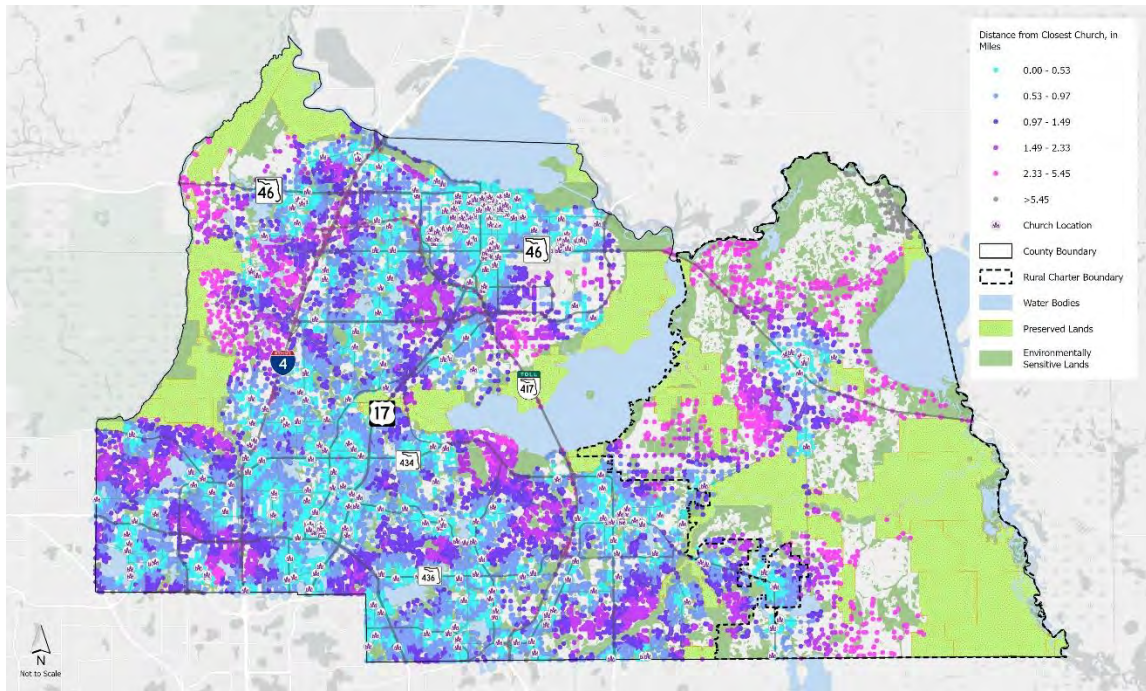 Distance from Closest Church, in
Miles
0.00 - 0.53
0.53 - 0.97
0.97 - 1.49
1.49 - 2.33
2.33 - 5.45
>5.45
Church Location
County Boundary
Rural Charter Boundary
Water Bodies
Preserved Lands
Environmentally
Sensitive Lands
46
46
4
TOLL
417
17
434
436
N
Not to Scale